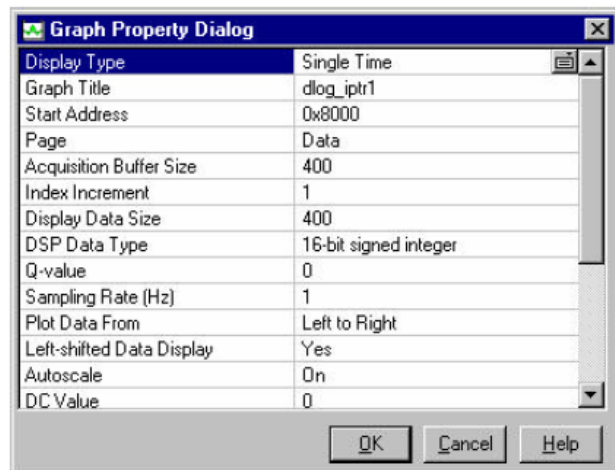 Graph Property Dialog
Display Type Single Time
Graph Title dlog_iptr1
Start Address 0x8000
Page Data
Acquisition Buffer Size 400
Index Increment 1
Display Data Size 400
DSP Data Type 16-bit signed integer
Q-value 0
Sampling Rate (Hz) 1
Plot Data From Left to Right
Left-shifted Data Display Yes
Autoscale On
DC Value 0
OK Cancel Help